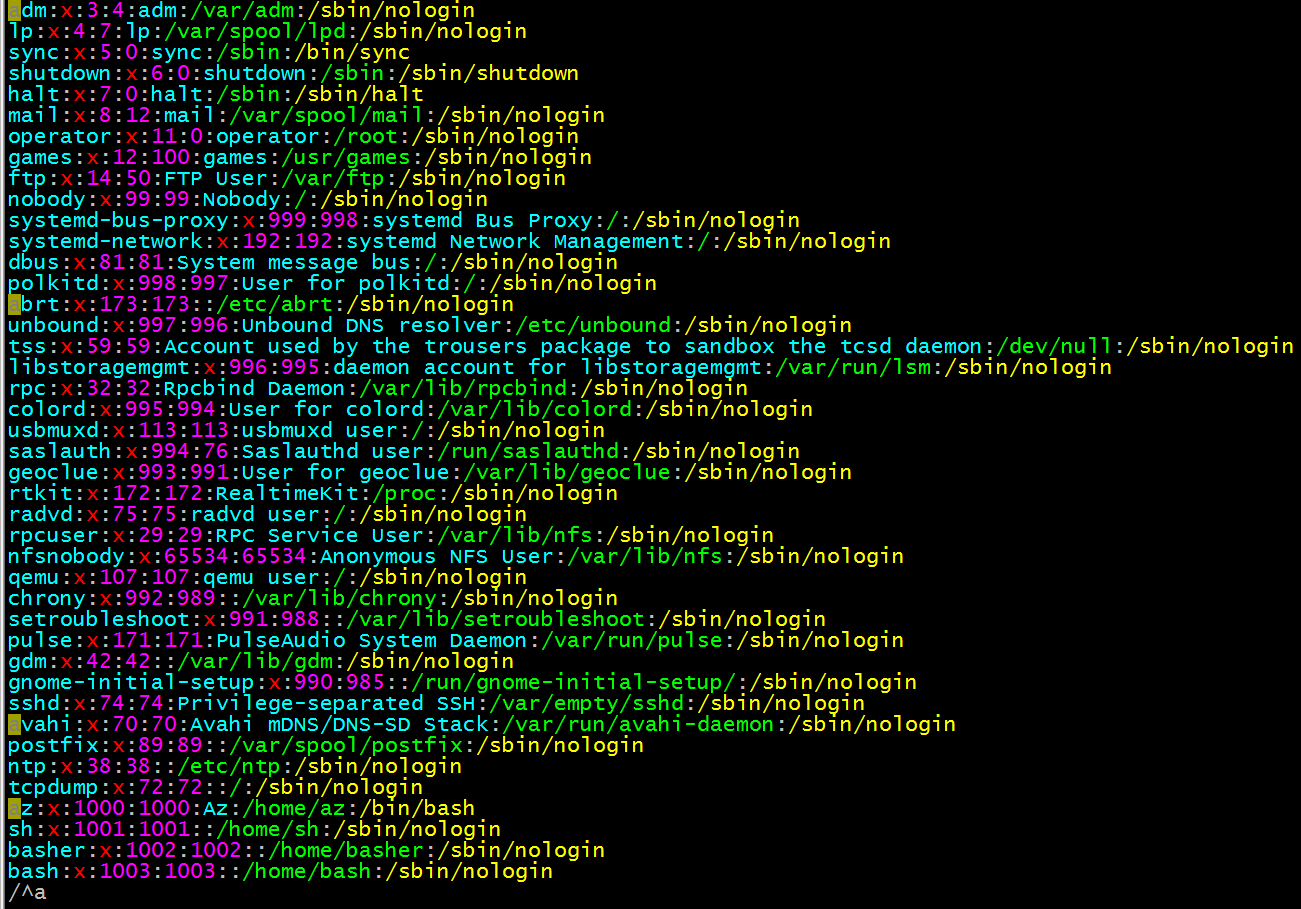 adm:x:3:4:adm:/var/adm:/sbin/nologin
lp:x:4:7:lp:/var/spool/lpd:/sbin/nologin
sync:x:5:0:sync:/sbin:/bin/sync
shutdown:x:6:0:shutdown:/sbin:/sbin/shutdown
halt:x:7:0:halt:/sbin:/sbin/halt
mail:x:8:12:mail:/var/spool/mail:/sbin/nologin
operator:x:11:0:operator:/root:/sbin/nologin
games:x:12:100:games:/usr/games:/sbin/nologin
ftp:x:14:50:FTP User:/var/ftp:/sbin/nologin
nobody:x:99:99:Nobody:/:/sbin/nologin
systemd-bus-proxy:x:999:998:systemd Bus Proxy:/:/sbin/nologin
systemd-network:x:192:192:systemd Network Management:/:/sbin/nologin
dbus:x:81:81:System message bus:/:/sbin/nologin
polkitd:x:998:997:User for polkitd:/:/sbin/nologin
abrt:x:173:173::/etc/abrt:/sbin/nologin
unbound:x:997:996:Unbound DNS resolver:/etc/unbound:/sbin/nologin
tss:x:59:59:Account used by the trousers package to sandbox the tcsd daemon:/dev/null:/sbin/nologin
libstoragemgmt:x:996:995:daemon account for libstoragemgmt:/var/run/lsm:/sbin/nologin
rpc:x:32:32:Rpcbind Daemon:/var/lib/rpcbind:/sbin/nologin
colord:x:995:994:User for colord:/var/lib/colord:/sbin/nologin
usbmuxd:x:113:113:usbmuxd user:/:/sbin/nologin
saslauth:x:994:76:Saslauthd user:/run/saslauthd:/sbin/nologin
geoclue:x:993:991:User for geoclue:/var/lib/geoclue:/sbin/nologin
rtkit:x:172:172:RealtimeKit:/proc:/sbin/nologin
radvd:x:75:75:radvd user:/:/sbin/nologin
rpcuser:x:29:29:RPC Service User:/var/lib/nfs:/sbin/nologin
nfsnobody:x:65534:65534:Anonymous NFS User:/var/lib/nfs:/sbin/nologin
qemu:x:107:107:qemu user:/:/sbin/nologin
chrony:x:992:989::/var/lib/chrony:/sbin/nologin
setroubleshoot:x:991:988::/var/lib/setroubleshoot:/sbin/nologin
pulse:x:171:171:PulseAudio System Daemon:/var/run/pulse:/sbin/nologin
gdm:x:42:42::/var/lib/gdm:/sbin/nologin
gnome-initial-setup:x:990:985::/run/gnome-initial-setup/:/sbin/nologin
sshd:x:74:74:Privilege-separated SSH:/var/empty/sshd:/sbin/nologin
avahi:x:70:70:Avahi mDNS/DNS-SD Stack:/var/run/avahi-daemon:/sbin/nologin
postfix:x:89:89::/var/spool/postfix:/sbin/nologin
ntp:x:38:38::/etc/ntp:/sbin/nologin
tcpdump:x:72:72::/:/sbin/nologin
az:x:1000:1000:Az:/home/az:/bin/bash
sh:x:1001:1001::/home/sh:/sbin/nologin
basher:x:1002:1002::/home/basher:/sbin/nologin
bash:x:1003:1003::/home/bash:/sbin/nologin
/^a